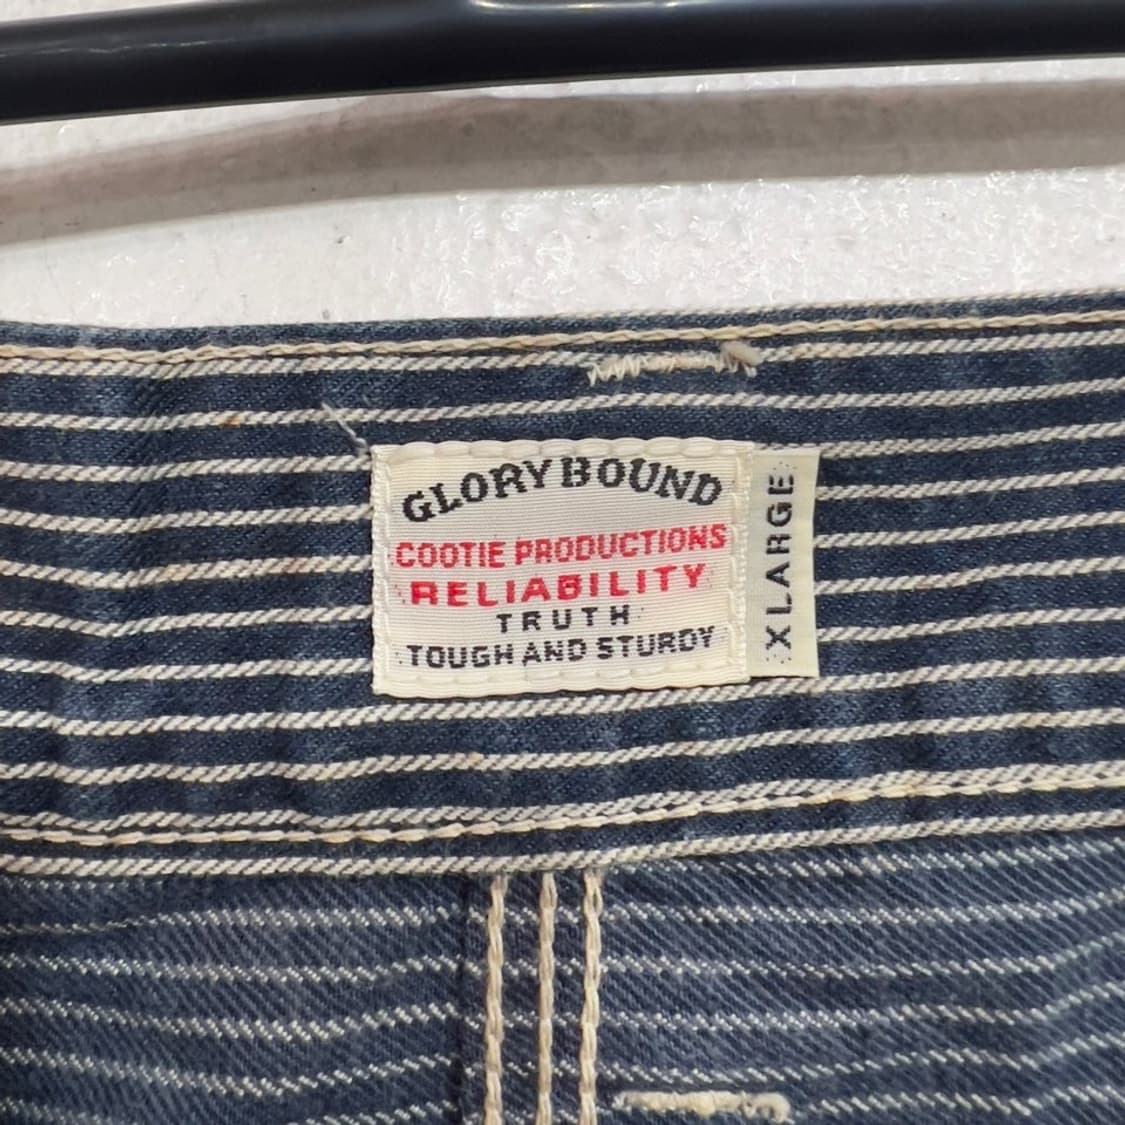 GLORY BOUND
COOTIE PRODUCTIONS
RELIABILITY
TRUTH
TOUGH AND STURDY
X LARGE